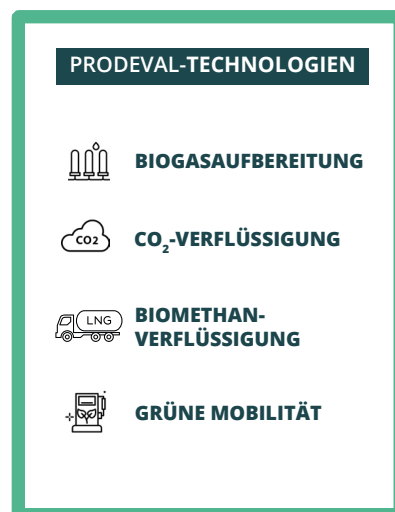 PRODEVAL-TECHNOLOGIEN
BIOGASAUFBEREITUNG
CO2
CO₂-VERFLÜSSIGUNG
LNG
BIOMETHAN-
VERFLÜSSIGUNG
GRÜNE MOBILITÄT